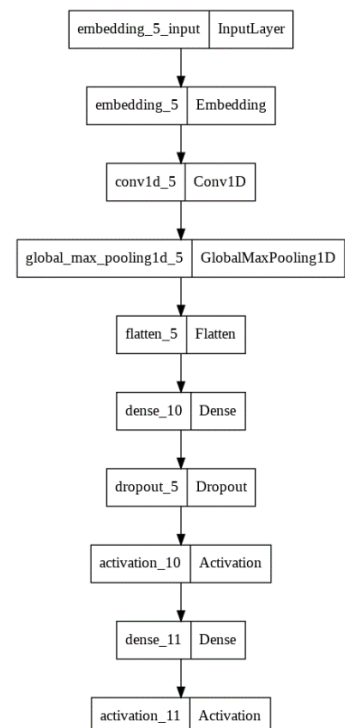 embedding_5_input InputLayer
embedding_5 Embedding
conv1d_5 Conv1D
global_max_pooling1d_5 GlobalMaxPooling1D
flatten_5 Flatten
dense_10 Dense
dropout_5 Dropout
activation_10 Activation
dense_11 Dense
activation_11 Activation